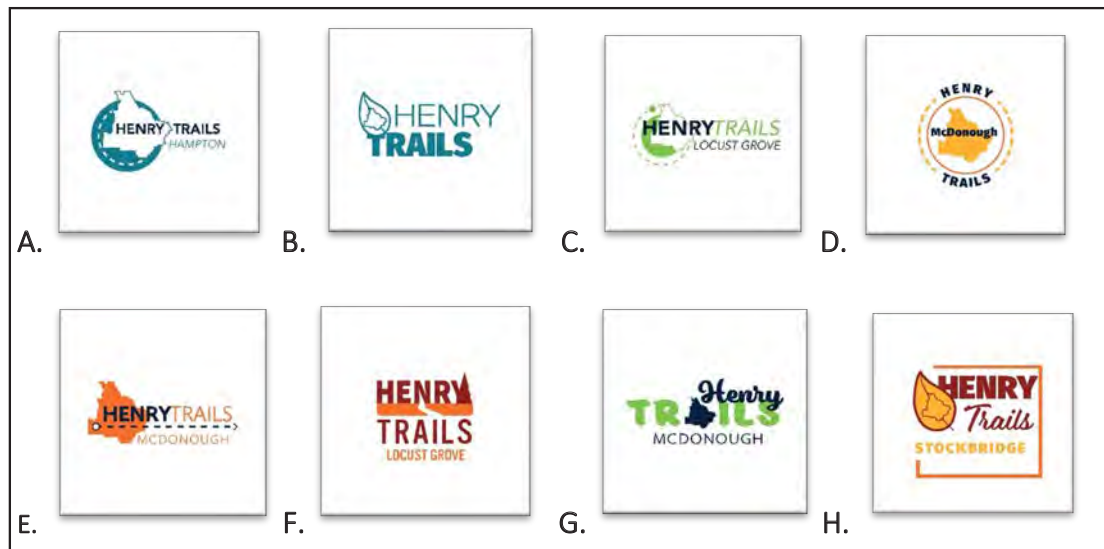 HENRY TRAILS
HAMPTON
A.
HENRY
TRAILS
B.
HENRYTRAILS
LOCUST GROVE
C.
HENRY
McDonough
TRAILS
D.
HENRYTRAILS
MCDONOUGH
E.
HENRY
TRAILS
LOCUST GROVE
F.
Henry
TRAILS
MCDONOUGH
G.
HENRY
Trails
STOCKBRIDGE
H.